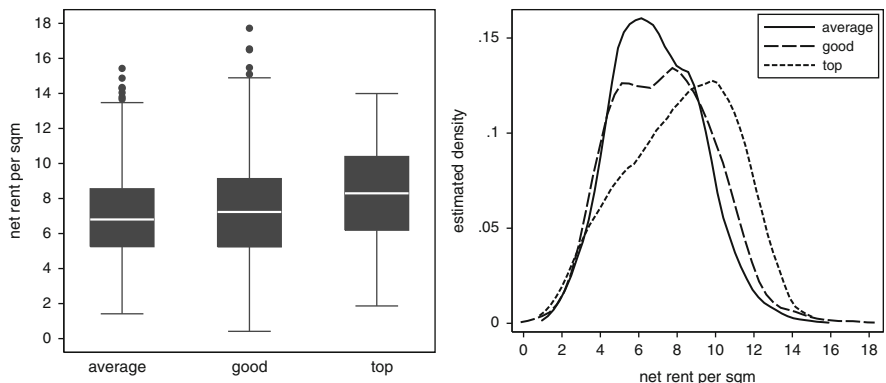 net rent per sqm
18
16
14
12
10
8
6
4
2
0
average good top
estimated density
.15
.1
.05
0
average
good
top
0 2 4 6 8 10 12 14 16 18
net rent per sqm